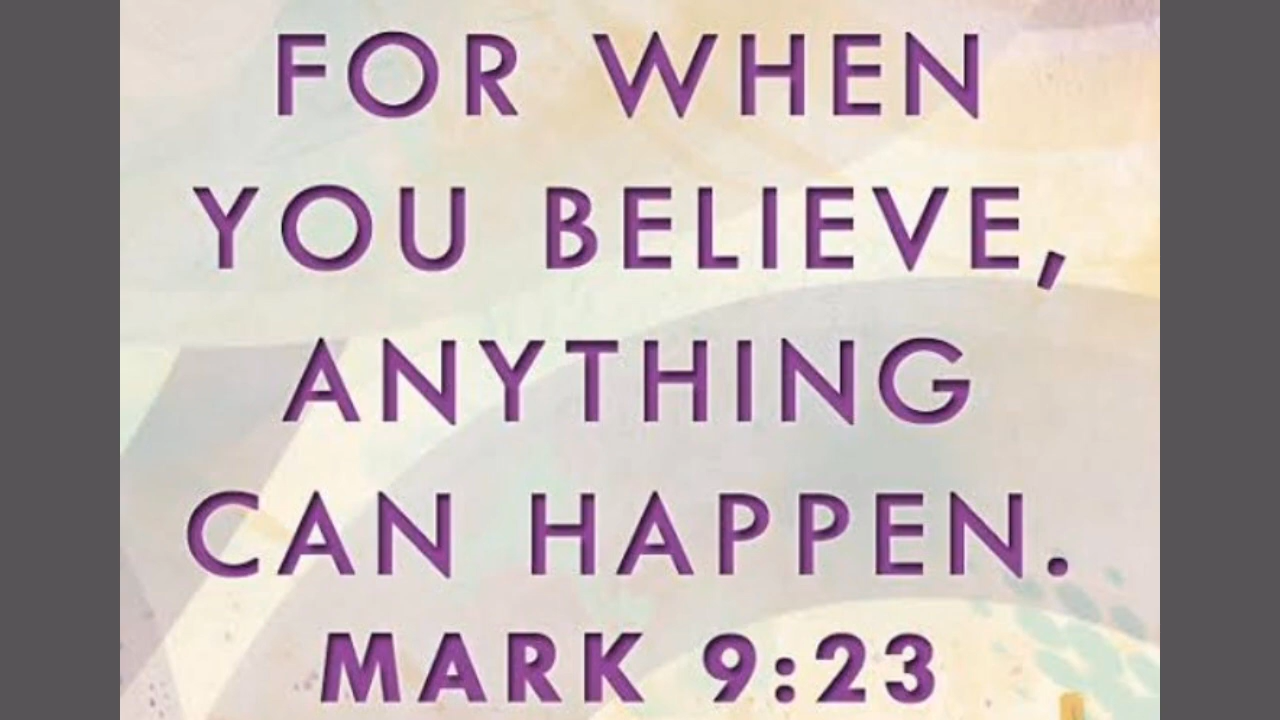 FOR WHEN
YOU BELIEVE,
ANYTHING
CAN HAPPEN.
MARK 9:23